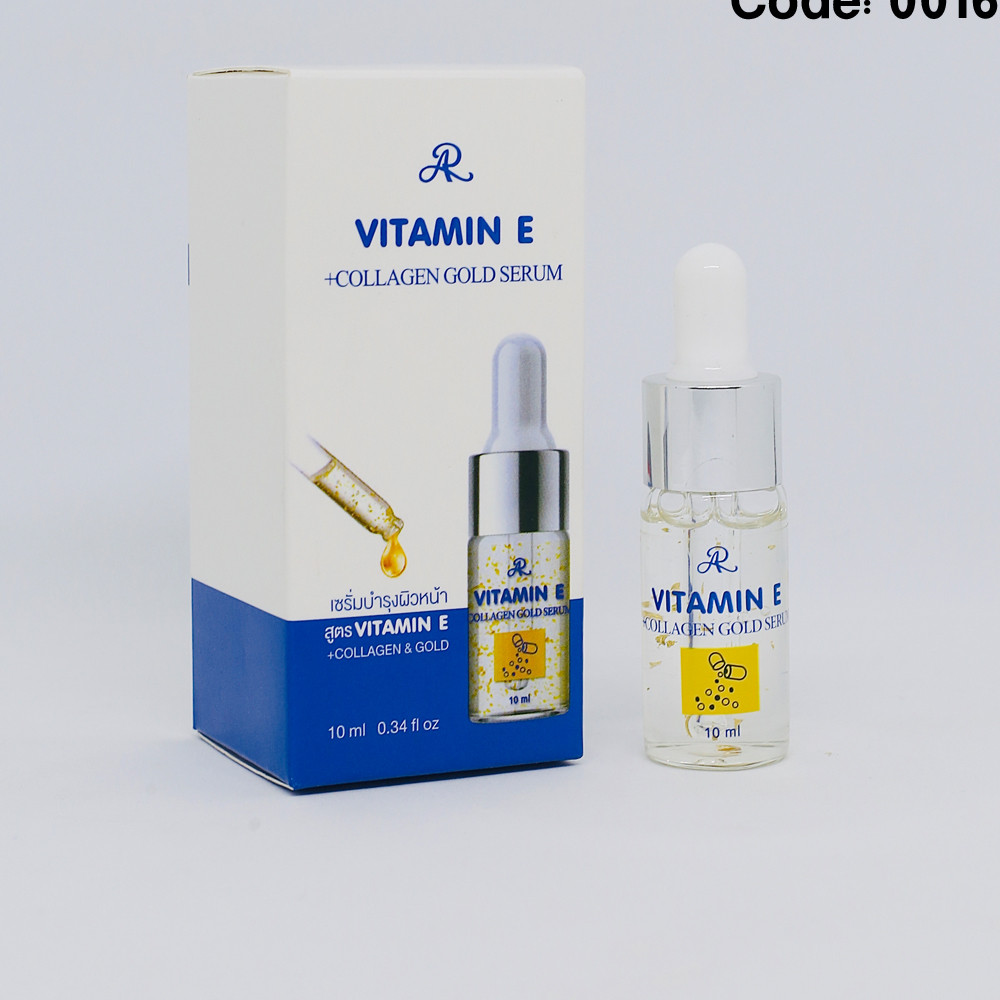 Code: 0016
AR
VITAMIN E
+COLLAGEN GOLD SERUM
เซรั่มบำรุงผิวหน้า
สูตร VITAMIN E
+COLLAGEN & GOLD
10 ml 0.34 fl oz
AR
VITAMIN E
COLLAGEN GOLD SERUM
10 ml
AR
VITAMIN E
+COLLAGEN GOLD SERU
10 ml